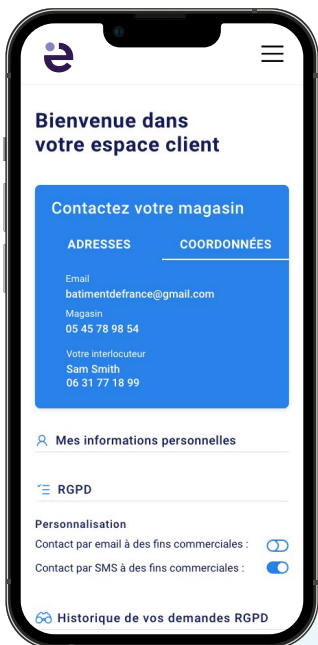 ë
Bienvenue dans
votre espace client
Contactez votre magasin
ADRESSES COORDONNÉES
Email
batimentdefrance@gmail.com
Magasin
05 45 78 98 54
Votre interlocuteur
Sam Smith
06 31 77 18 99
Mes informations personnelles
RGPD
Personnalisation
Contact par email à des fins commerciales :
Contact par SMS à des fins commerciales :
Historique de vos demandes RGPD